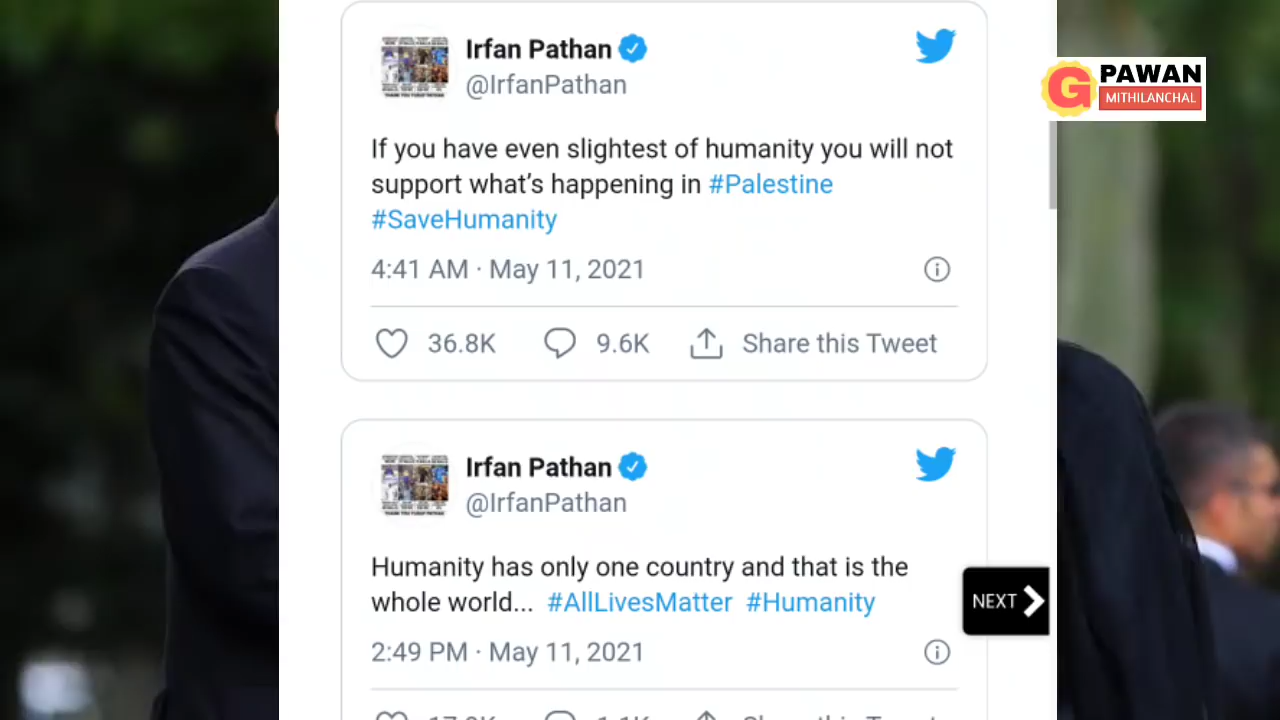 Irfan Pathan
@IrfanPathan
G PAWAN
MITHILANCHAL
If you have even slightest of humanity you will not
support what's happening in #Palestine
#SaveHumanity
4:41 AM · May 11, 2021
36.8K 9.6K Share this Tweet
Irfan Pathan
@IrfanPathan
Humanity has only one country and that is the
whole world... #AllLivesMatter #Humanity
NEXT
2:49 PM · May 11, 2021
Share this Tweet